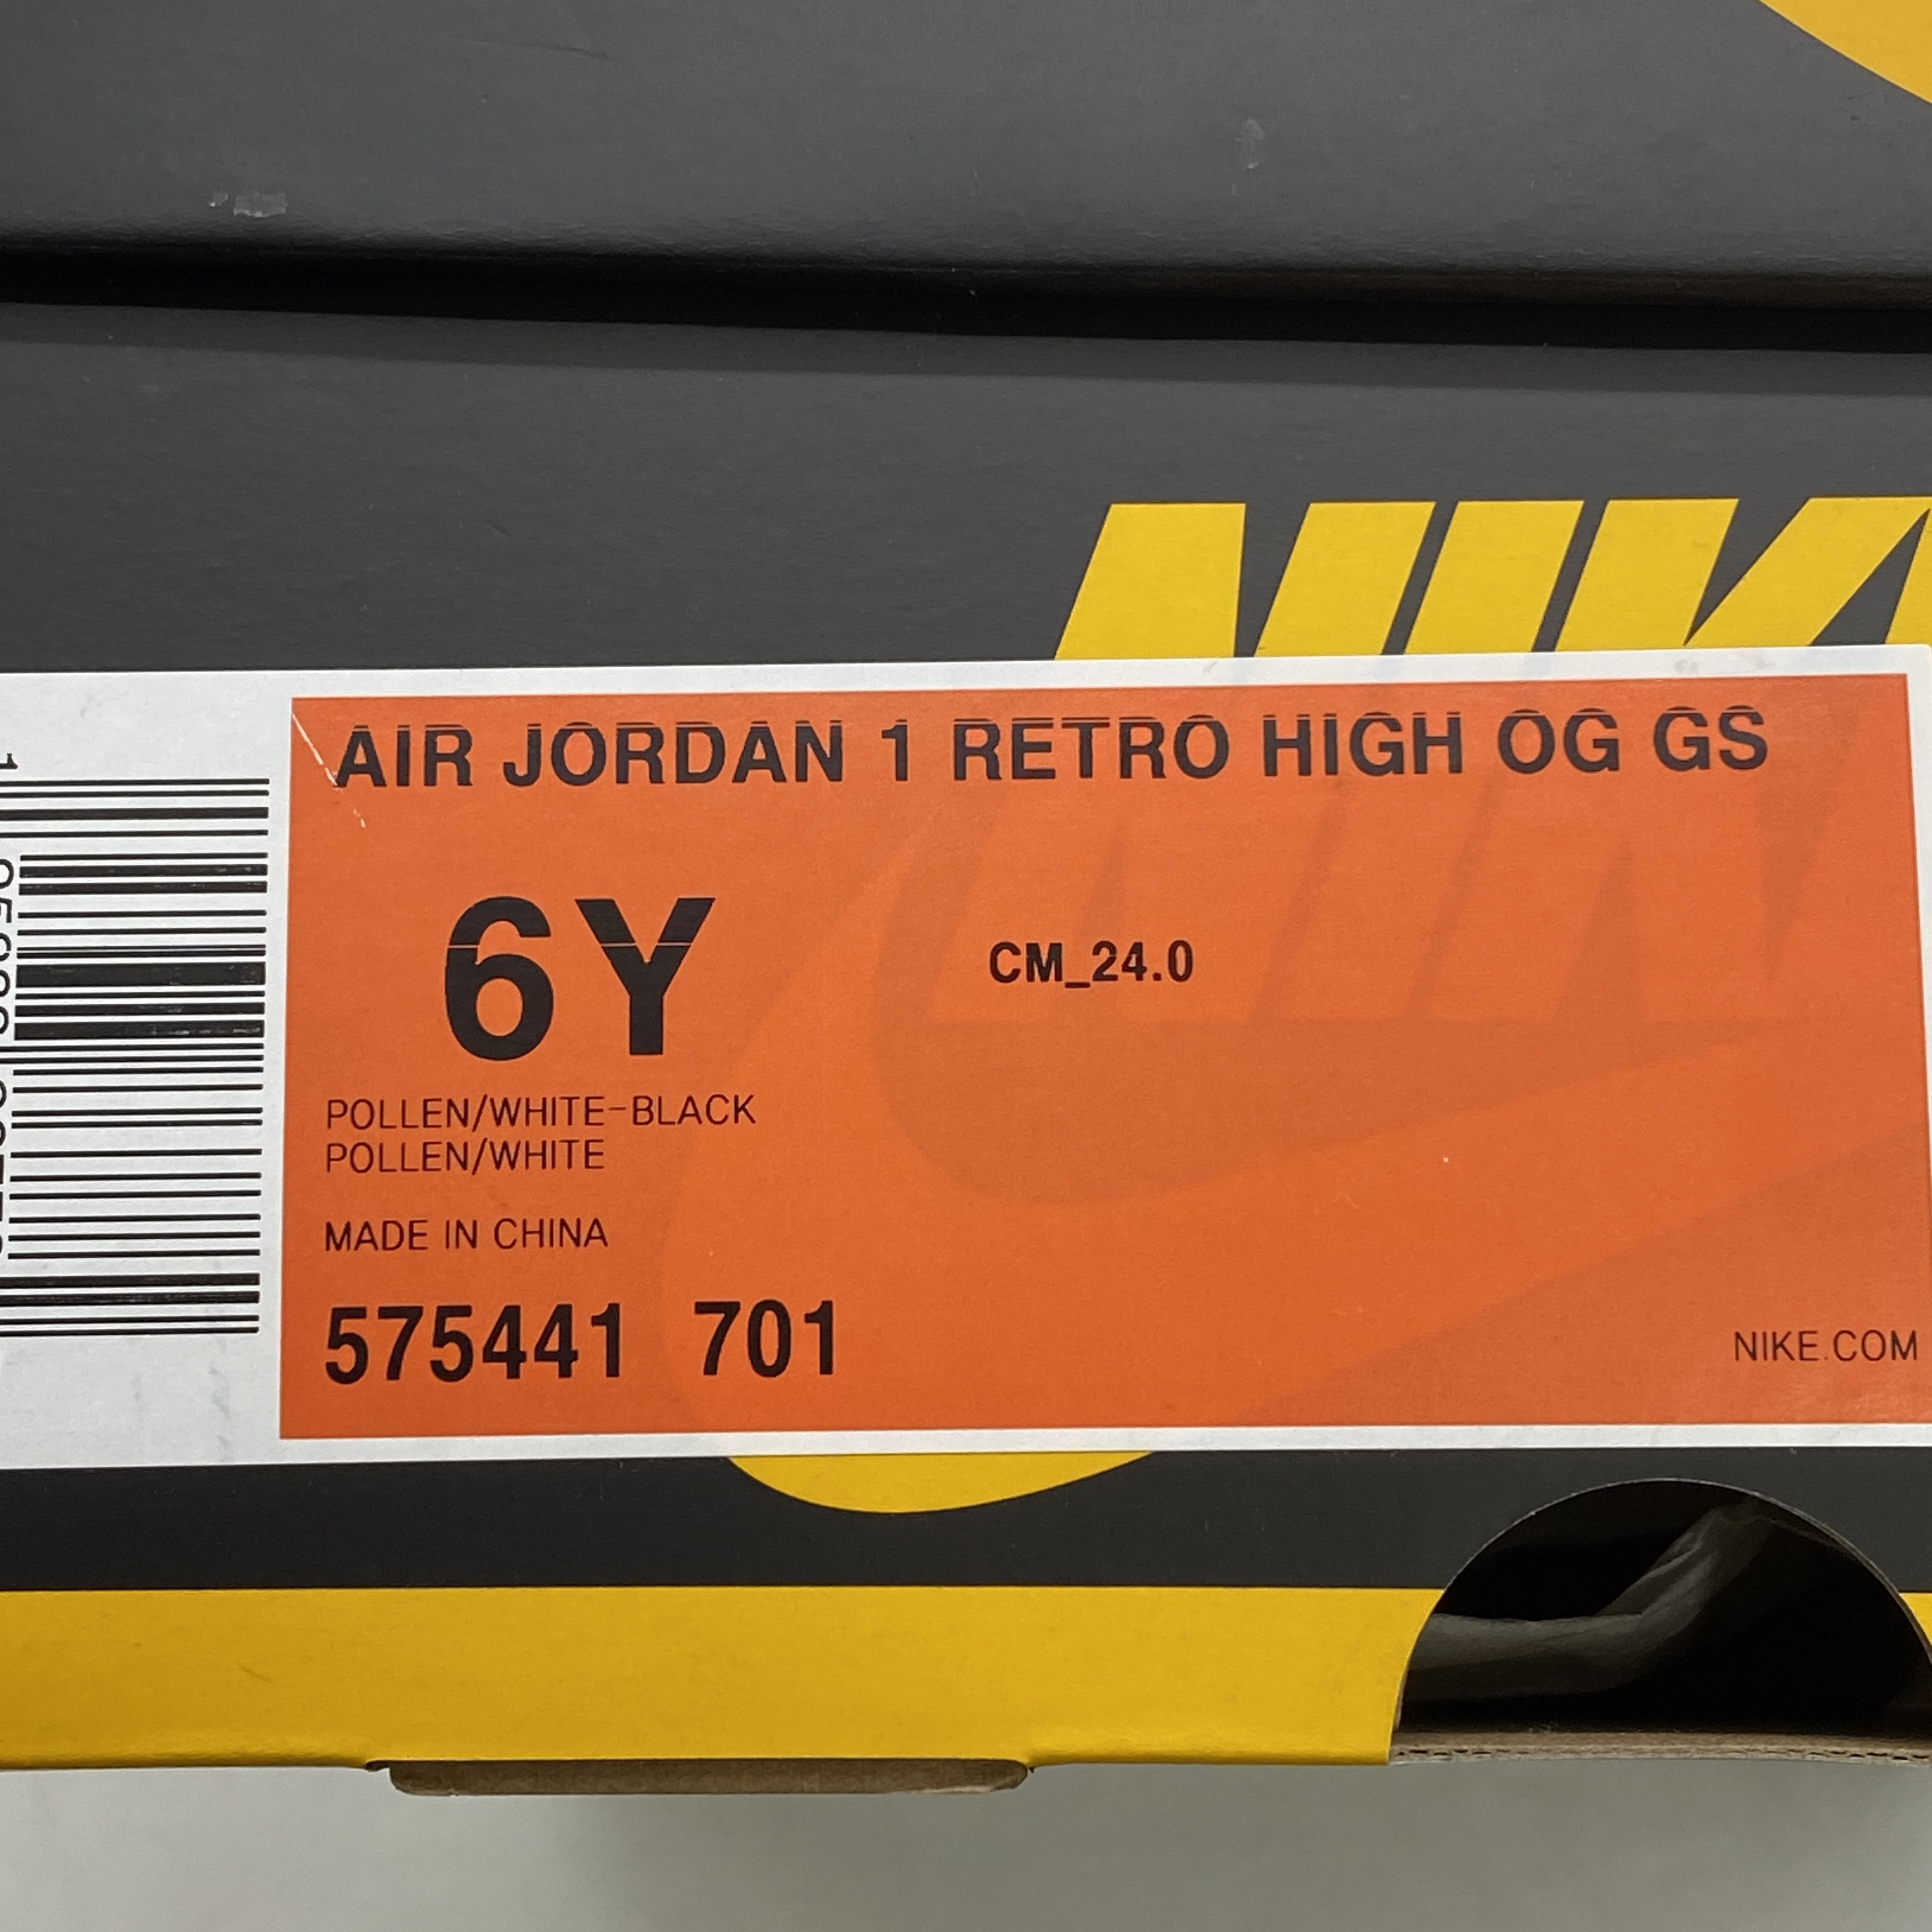 AIR JORDAN 1 RETRO HIGH OG GS
6Y
CM_24.0
POLLEN/WHITE-BLACK
POLLEN/WHITE
MADE IN CHINA
575441 701
NIKE.COM